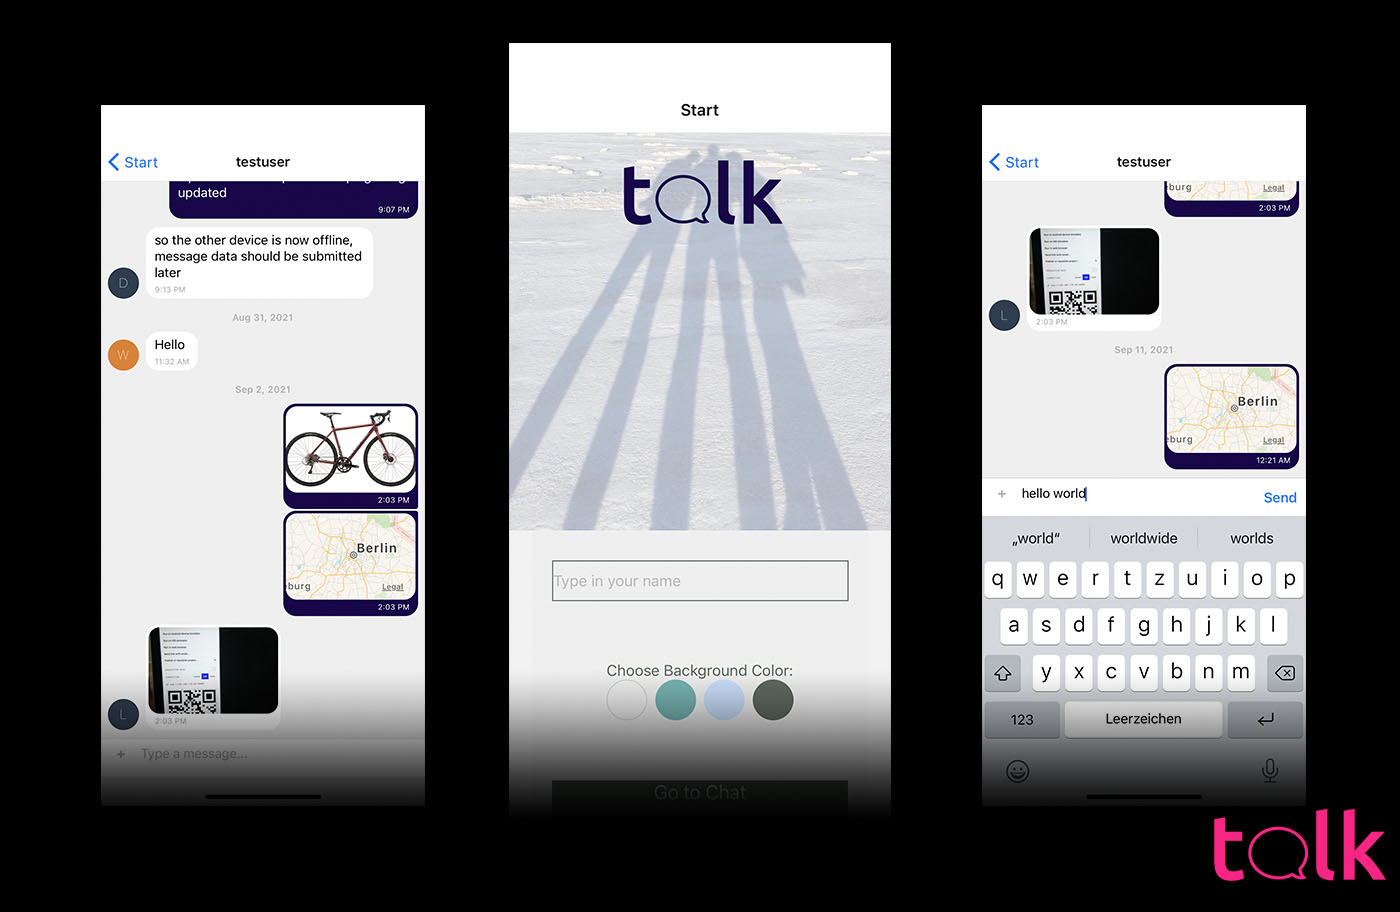 Start
testuser
updated
9:07 PM
so the other device is now offline,
message data should be submitted
later
9:13 PM
D
Aug 31, 2021
Hello
11:32 AM
W
Sep 2, 2021
2:03 PM
Berlin
burg
Legal
2:03 PM
L
2:03 PM
+ Type a message...
Start
talk
Type in your name
Choose Background Color:
Go to Chat
Start
testuser
burg
Legal
2:03 PM
L
2:03 PM
Sep 11, 2021
Berlin
burg
Legal
12:21 AM
+ hello world
Send
„world“ worldwide worlds
q w e r t z u i o p
a s d f g h j k l
y x c v b n m
123 Leerzeichen
talk